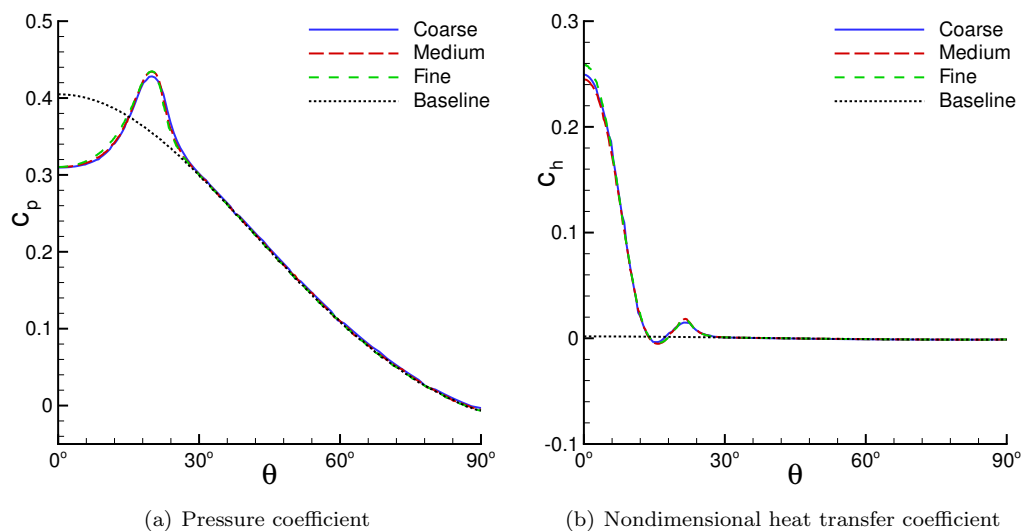 0.5
0.4
0.3
0.2
0.1
0
c_p
0°
30°
60°
90°
θ
Coarse
Medium
Fine
Baseline
(a) Pressure coefficient
0.3
0.2
0.1
0
-0.1
c_h
0°
30°
60°
90°
θ
Coarse
Medium
Fine
Baseline
(b) Nondimensional heat transfer coefficient